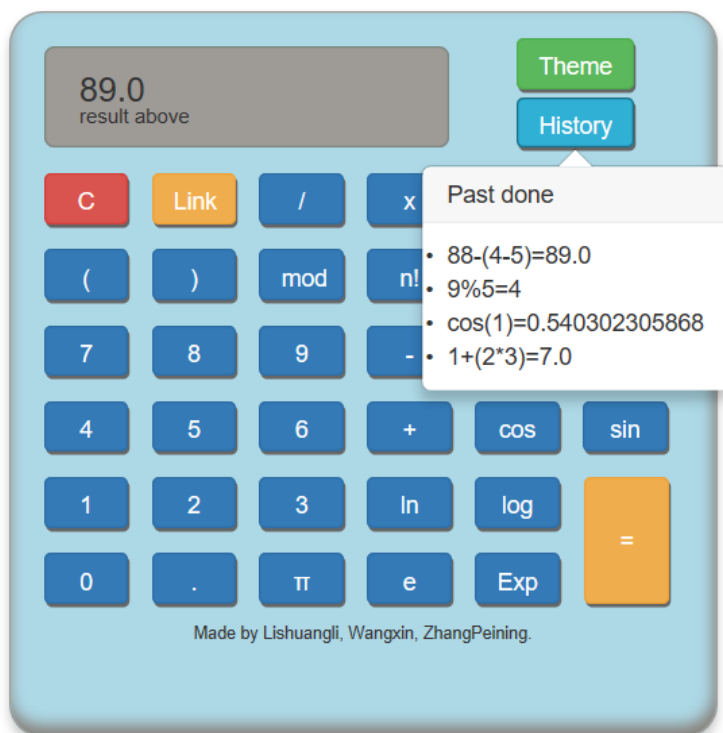 89.0
result above
Theme
History
C Link / x
Past done
88-(4-5)=89.0
9%5=4
cos(1)=0.540302305868
1+(2*3)=7.0
( ) mod n!
7 8 9 -
4 5 6 + cos sin
1 2 3 ln log =
0 . π e Exp
Made by Lishuangli, Wangxin, ZhangPeining.